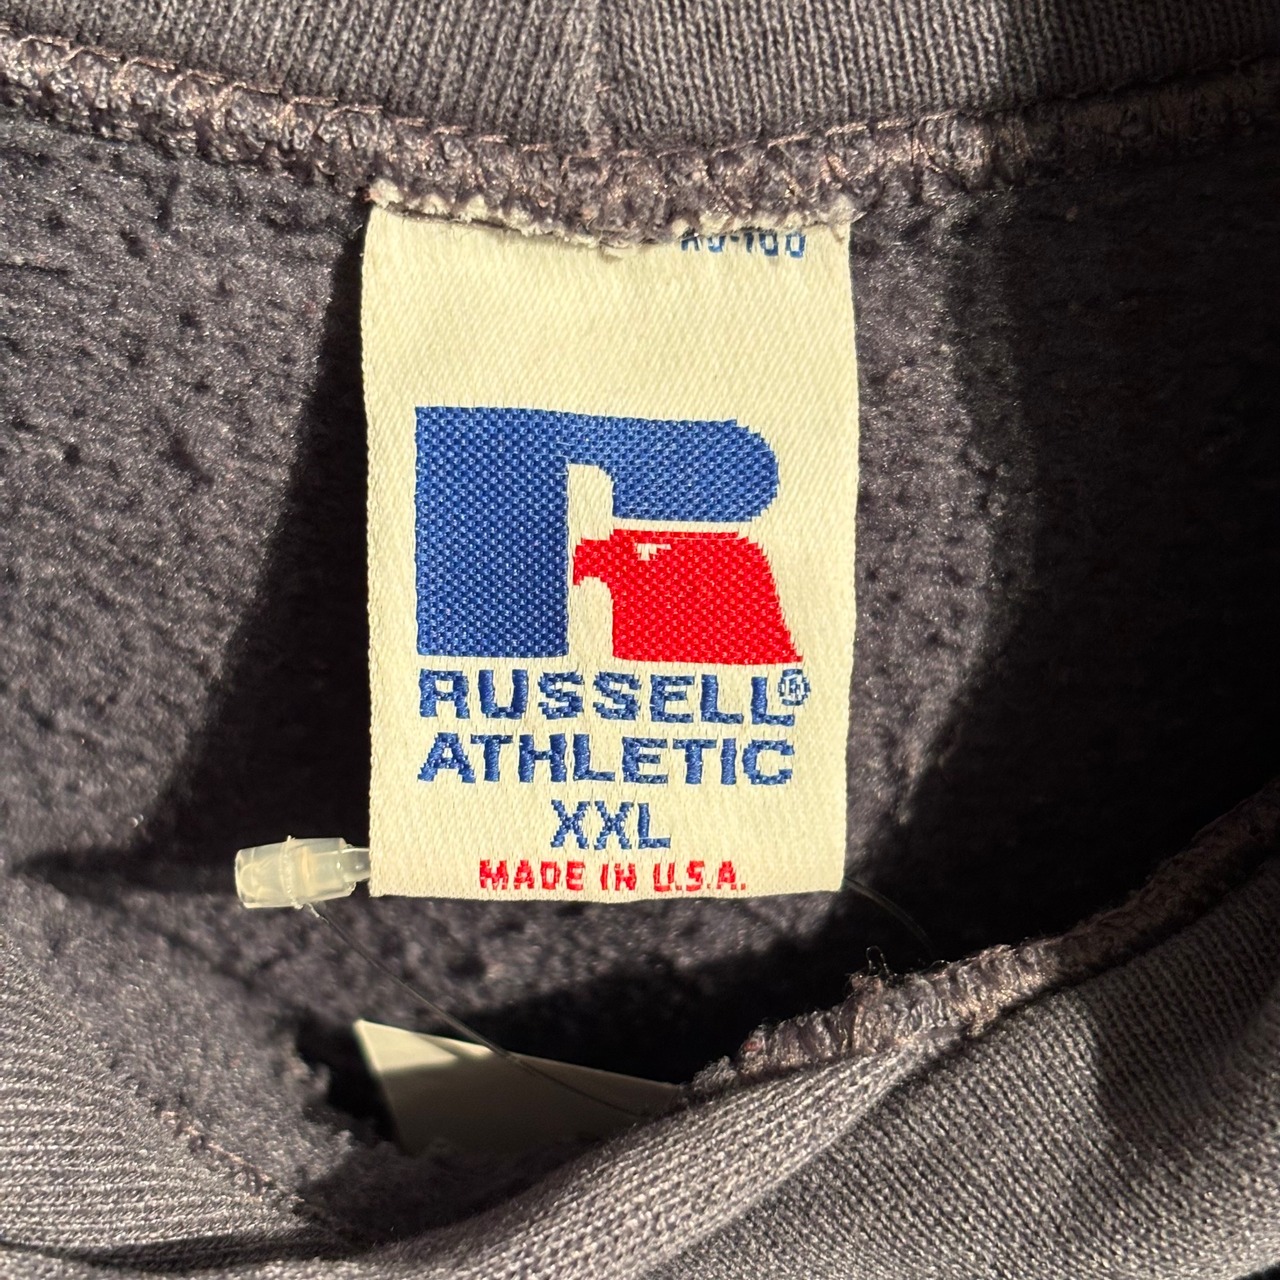 RUSSELL®
ATHLETIC
XXL
MADE IN U.S.A.